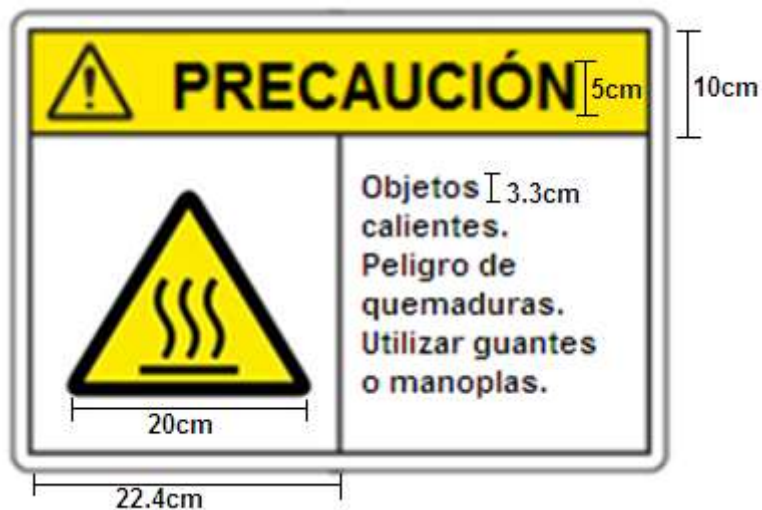 PRECAUCIÓN
5cm
10cm
Objetos
3.3cm
calientes.
Peligro de
quemaduras.
Utilizar guantes
o manoplas.
20cm
22.4cm